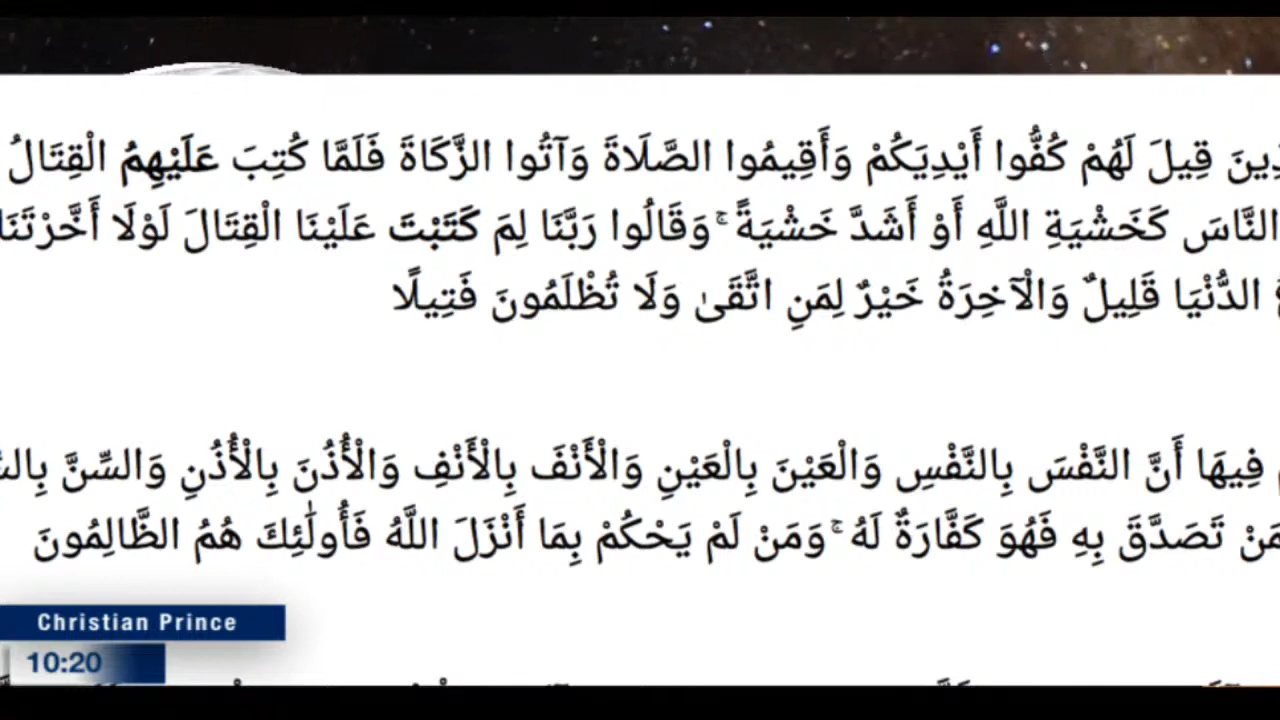 قِيلَ لَهُمْ كُفُّوا أَيْدِيَكُمْ وَأَقِيمُوا الصَّلَاةَ وَآتُوا الزَّكَاةَ فَلَمَّا كُتِبَ عَلَيْهِمُ الْقِتَالُ
النَّاسَ كَخَشْيَةِ اللَّهِ أَوْ أَشَدَّ خَشْيَةً ۚ وَقَالُوا رَبَّنَا لِمَ كَتَبْتَ عَلَيْنَا الْقِتَالَ لَوْلَا أَخَّرْتَنَا
الدُّنْيَا قَلِيلٌ وَالْآخِرَةُ خَيْرٌ لِمَنِ اتَّقَىٰ وَلَا تُظْلَمُونَ فَتِيلًا
فِيهَا أَنَّ النَّفْسَ بِالنَّفْسِ وَالْعَيْنَ بِالْعَيْنِ وَالْأَنْفَ بِالْأَنْفِ وَالْأُذُنَ بِالْأُذُنِ وَالسِّنَّ
تَصَدَّقَ بِهِ فَهُوَ كَفَّارَةٌ لَهُ ۚ وَمَنْ لَمْ يَحْكُمْ بِمَا أَنْزَلَ اللَّهُ فَأُولَٰئِكَ هُمُ الظَّالِمُونَ
Christian Prince
10:20